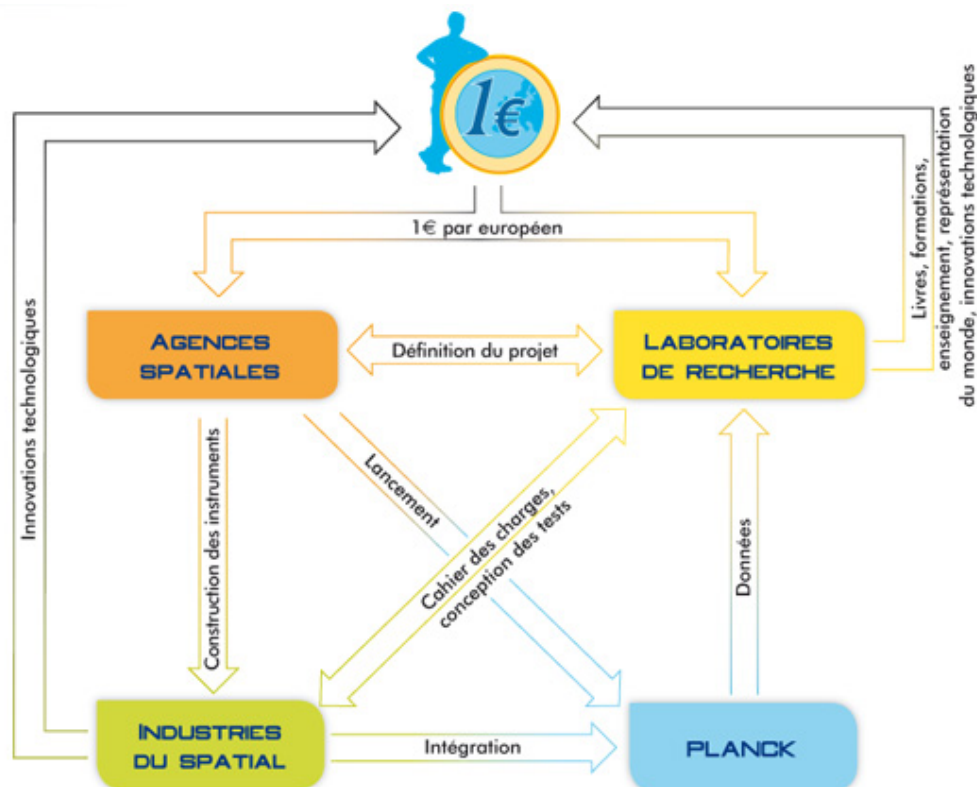 1€
1€ par européen
AGENCES
SPATIALES
Définition du projet
LABORATOIRES
DE RECHERCHE
Livres, formations,
enseignement, représentation
du monde, innovations technologiques
Innovations technologiques
Construction des instruments
Lancement
Cahier des charges,
conception des tests
Données
INDUSTRIES
DU SPATIAL
Intégration
PLANCK